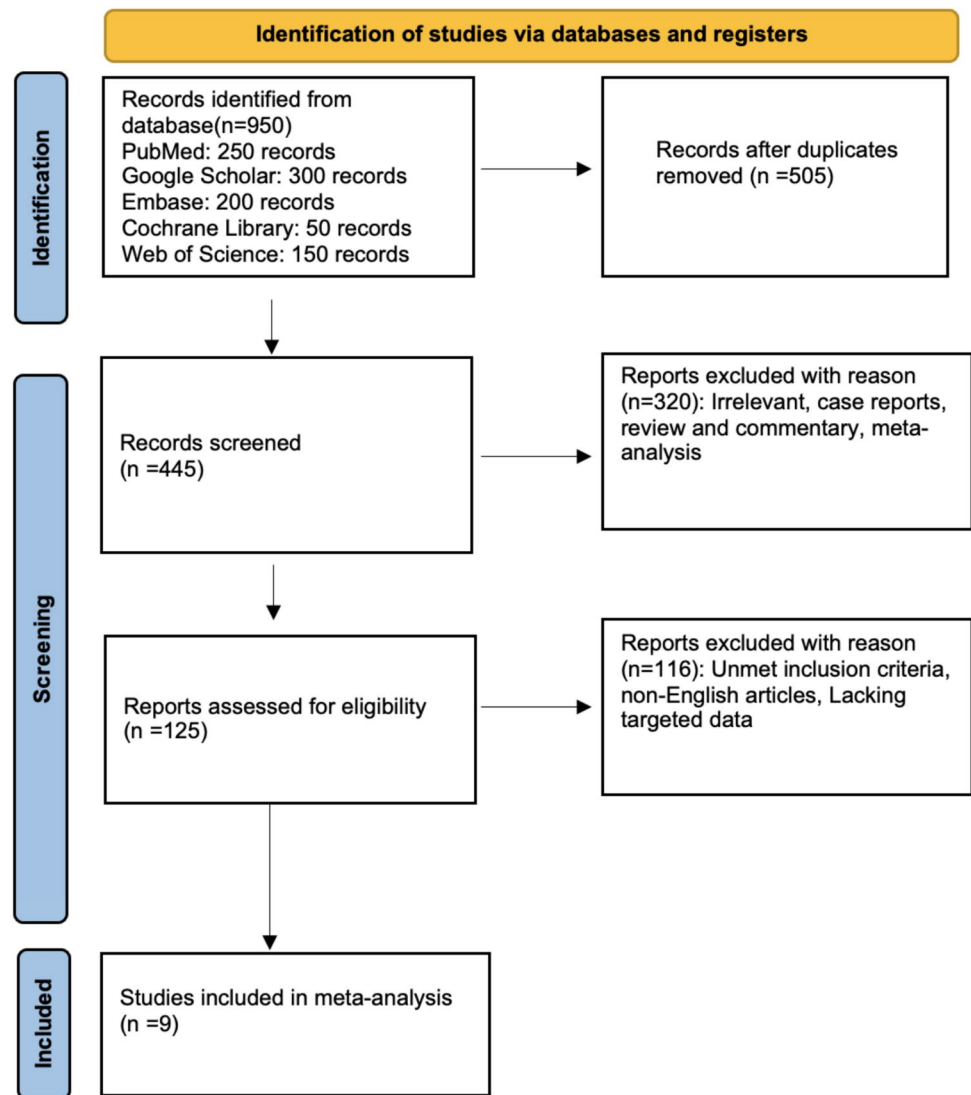 Identification of studies via databases and registers
Identification
Records identified from
database(n=950)
PubMed: 250 records
Google Scholar: 300 records
Embase: 200 records
Cochrane Library: 50 records
Web of Science: 150 records
Records after duplicates
removed (n =505)
Screening
Records screened
(n =445)
Reports excluded with reason
(n=320): Irrelevant, case reports,
review and commentary, meta-
analysis
Reports assessed for eligibility
(n =125)
Reports excluded with reason
(n=116): Unmet inclusion criteria,
non-English articles, Lacking
targeted data
Included
Studies included in meta-analysis
(n =9)